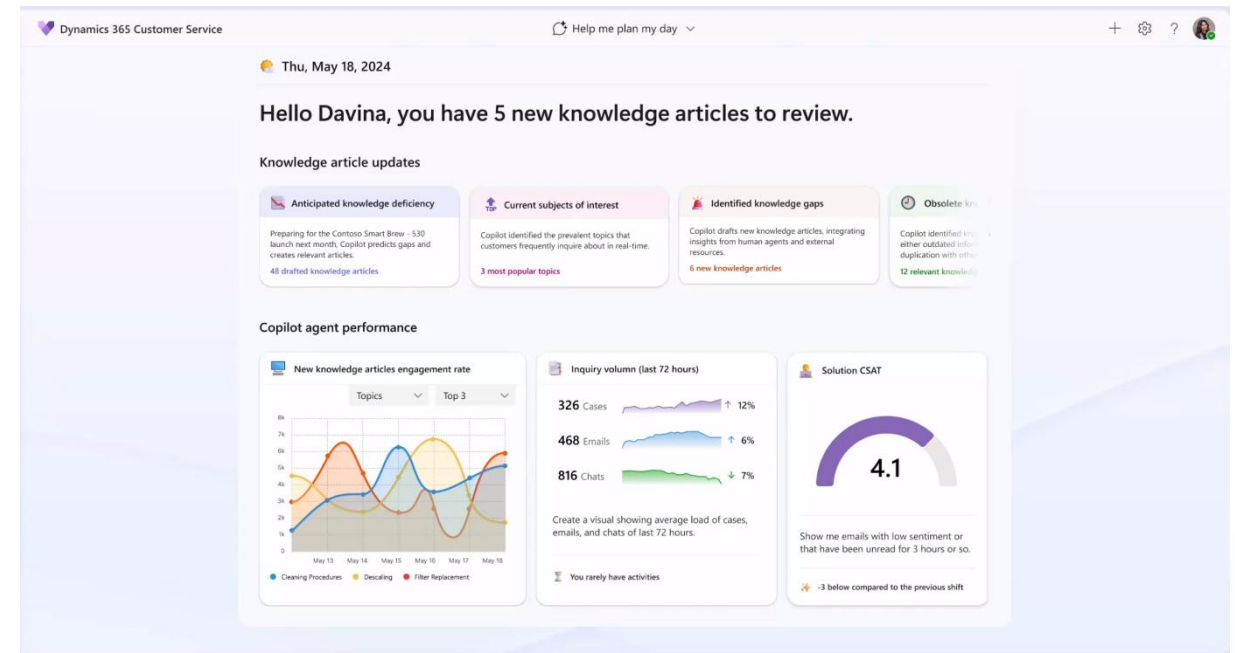 Dynamics 365 Customer Service
Help me plan my day
Thu, May 18, 2024
Hello Davina, you have 5 new knowledge articles to review.
Knowledge article updates
Anticipated knowledge deficiency
Preparing for the Contoso Smart Brew - 530
launch next month, Copilot predicts gaps and
creates relevant articles.
48 drafted knowledge articles
TOP
Current subjects of interest
Copilot identified the prevalent topics that
customers frequently inquire about in real-time.
3 most popular topics
Identified knowledge gaps
Copilot drafts new knowledge articles, integrating
insights from human agents and external
resources.
6 new knowledge articles
Obsolete
Copilot identified
either outdated
duplication with
12 relevant
Copilot agent performance
New knowledge articles engagement rate
Topics
Top 3
8k
7k
6k
5k
4k
3k
2k
1k
0
May 13 May 14 May 15 May 16 May 17 May 18
Cleaning Procedures Descaling Filter Replacement
Inquiry volumn (last 72 hours)
326 Cases ↑ 12%
468 Emails ↑ 6%
816 Chats ↓ 7%
Create a visual showing average load of cases,
emails, and chats of last 72 hours.
You rarely have activities
Solution CSAT
4.1
Show me emails with low sentiment or
that have been unread for 3 hours or so.
-3 below compared to the previous shift